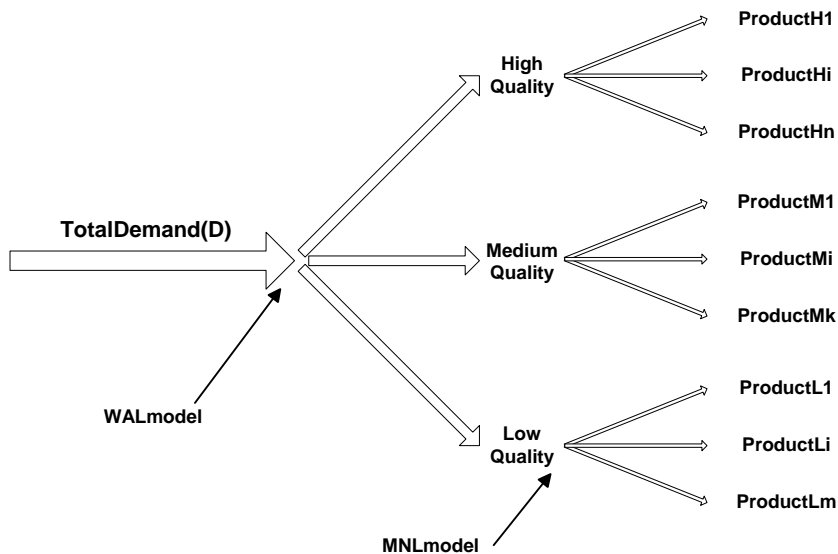 ProductH1
High
Quality
ProductHi
ProductHn
TotalDemand(D)
ProductM1
Medium
Quality
ProductMi
ProductMk
WALmodel
ProductL1
Low
Quality
ProductLi
ProductLm
MNLmodel